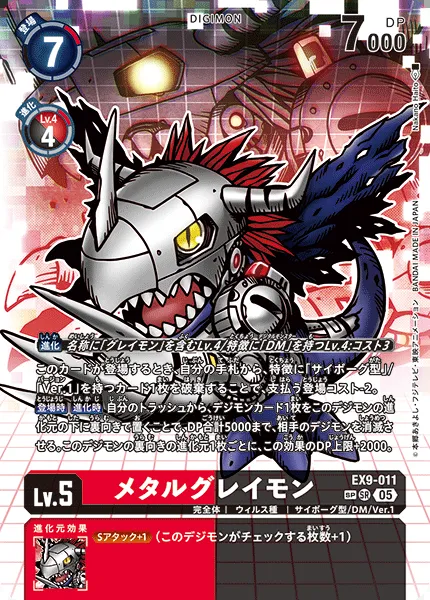 DIGIMON
登場
7
DP
7000
進化
Lv.4
4
Nakano Haito
©本郷あきよし・フジテレビ・東映アニメーション BANDAI MADE IN JAPAN
進化 名称に「グレイモン」を含むLv.4/特徴に「DM」を持つLv.4:コスト3
このカードが登場するとき、自分の手札から、特徴に「サイボーグ型」/
「Ver.1」を持つカード1枚を破棄することで、支払う登場コスト-2。
登場時 進化時 自分のトラッシュから、デジモンカード1枚をこのデジモンの進
化元の下に裏向きで置くことで、DP合計5000まで、相手のデジモンを消滅さ
せる。このデジモンの裏向きの進化元1枚ごとに、この効果のDP上限+2000。
Lv.5
メタルグレイモン
EX9-011
SP SR 05
完全体 | ウィルス種 | サイボーグ型/DM/Ver.1
進化元効果
Sアタック+1 (このデジモンがチェックする枚数+1)